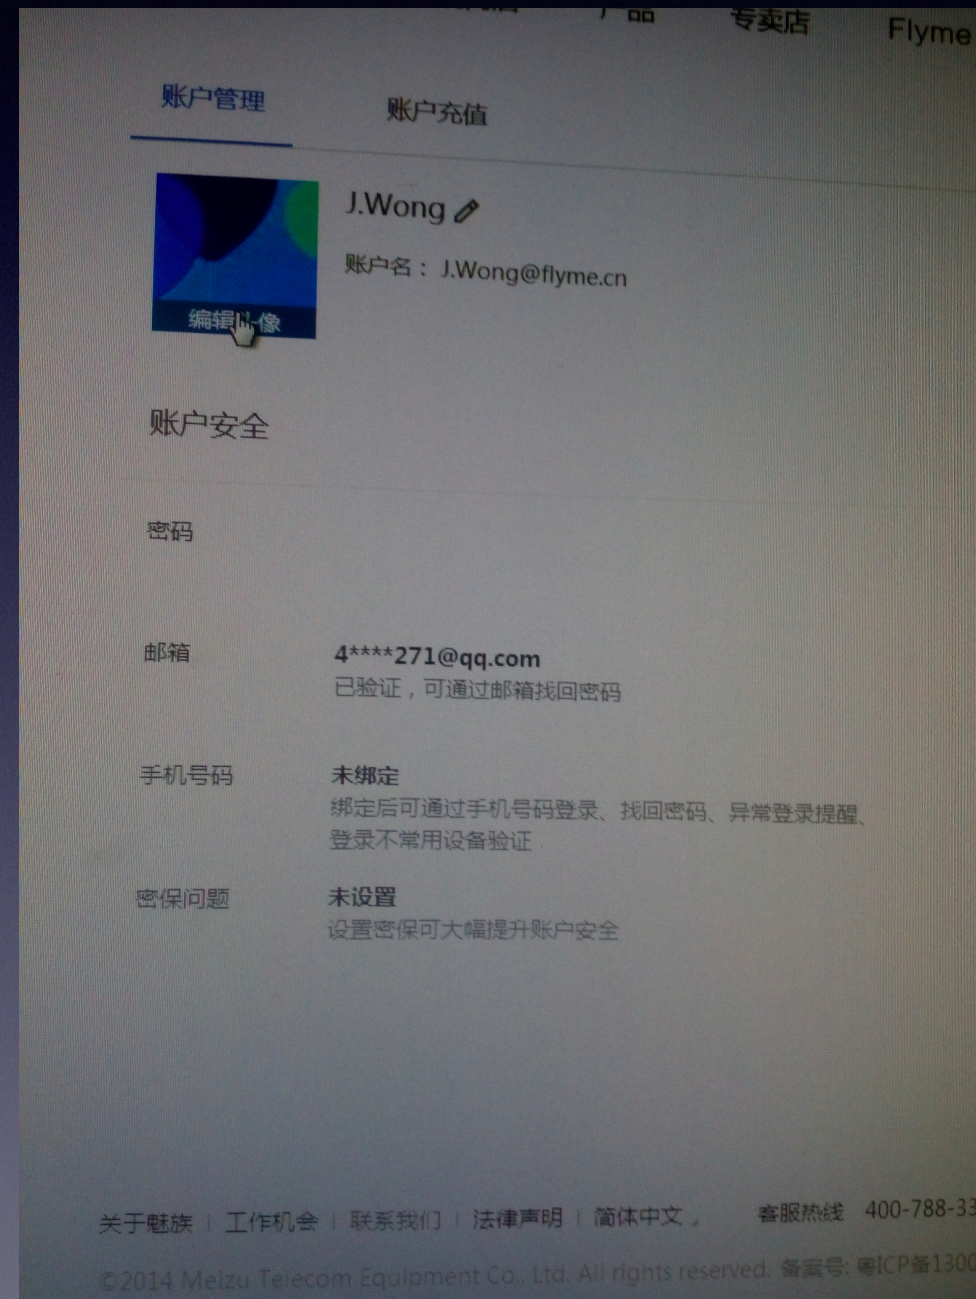 专卖店 Flyme
账户管理 账户充值
J.Wong
账户名： J.Wong@flyme.cn
编辑头像
账户安全
密码
邮箱 4****271@qq.com
已验证，可通过邮箱找回密码
手机号码 未绑定
绑定后可通过手机号码登录、找回密码、异常登录提醒、
登录不常用设备验证
密保问题 未设置
设置密保可大幅提升账户安全
关于魅族 | 工作机会 | 联系我们 | 法律声明 | 简体中文 客服热线 400-788-33
©2014 Meizu Telecom Equipment Co., Ltd. All rights reserved. 备案号: 粤ICP备1300